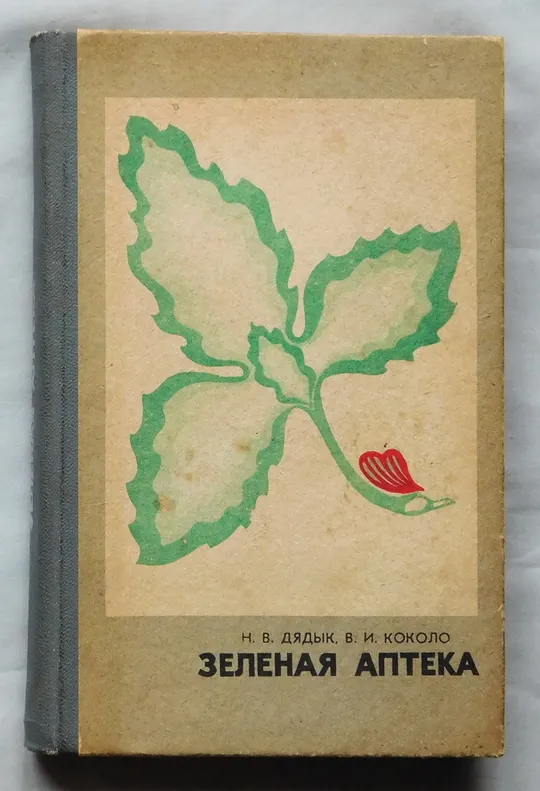 Н. В. ДЯДЫК, В. И. КОКОЛО
ЗЕЛЕНАЯ АПТЕКА